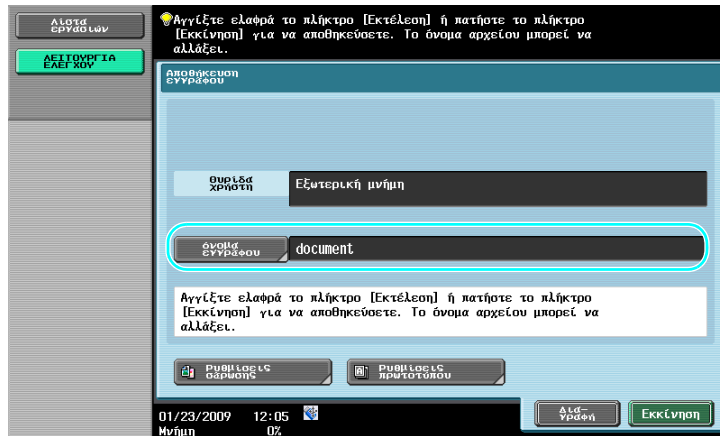 Λίστα
εργασιών
ΛΕΙΤΟΥΡΓΙΑ
ΕΛΕΓΧΟΥ
Αγγίξτε ελαφρά το πλήκτρο [Εκτέλεση] ή πατήστε το πλήκτρο
[Εκκίνηση] για να αποθηκεύσετε. Το όνομα αρχείου μπορεί να
αλλάξει.
Αποθήκευση
εγγράφου
θυρίδα
χρήστη
Εξωτερική μνήμη
όνομα
εγγράφου
document
Αγγίξτε ελαφρά το πλήκτρο [Εκτέλεση] ή πατήστε το πλήκτρο
[Εκκίνηση] για να αποθηκεύσετε. Το όνομα αρχείου μπορεί να
αλλάξει.
Ρυθμίσεις
σάρωσης
Ρυθμίσεις
πρωτοτύπου
01/23/2009 12:05
Μνήμη 0%
Δια-
γραφή
Εκκίνηση